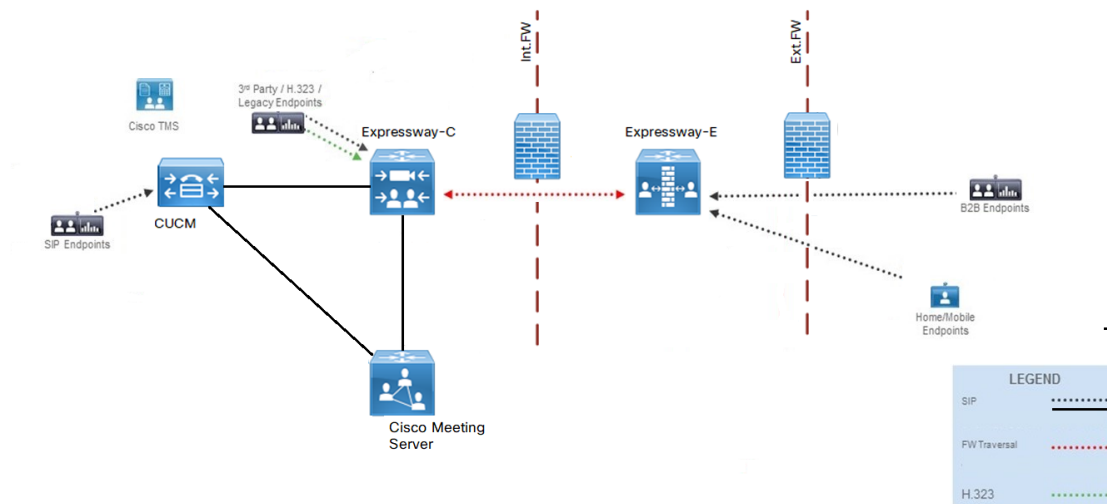 Int.FW
Ext.FW
3rd Party / H.323 /
Legacy Endpoints
Cisco TMS
Expressway-C
Expressway-E
CUCM
SIP Endpoints
B2B Endpoints
Home/Mobile
Endpoints
Cisco Meeting
Server
LEGEND
SIP
FW Traversal
H.323